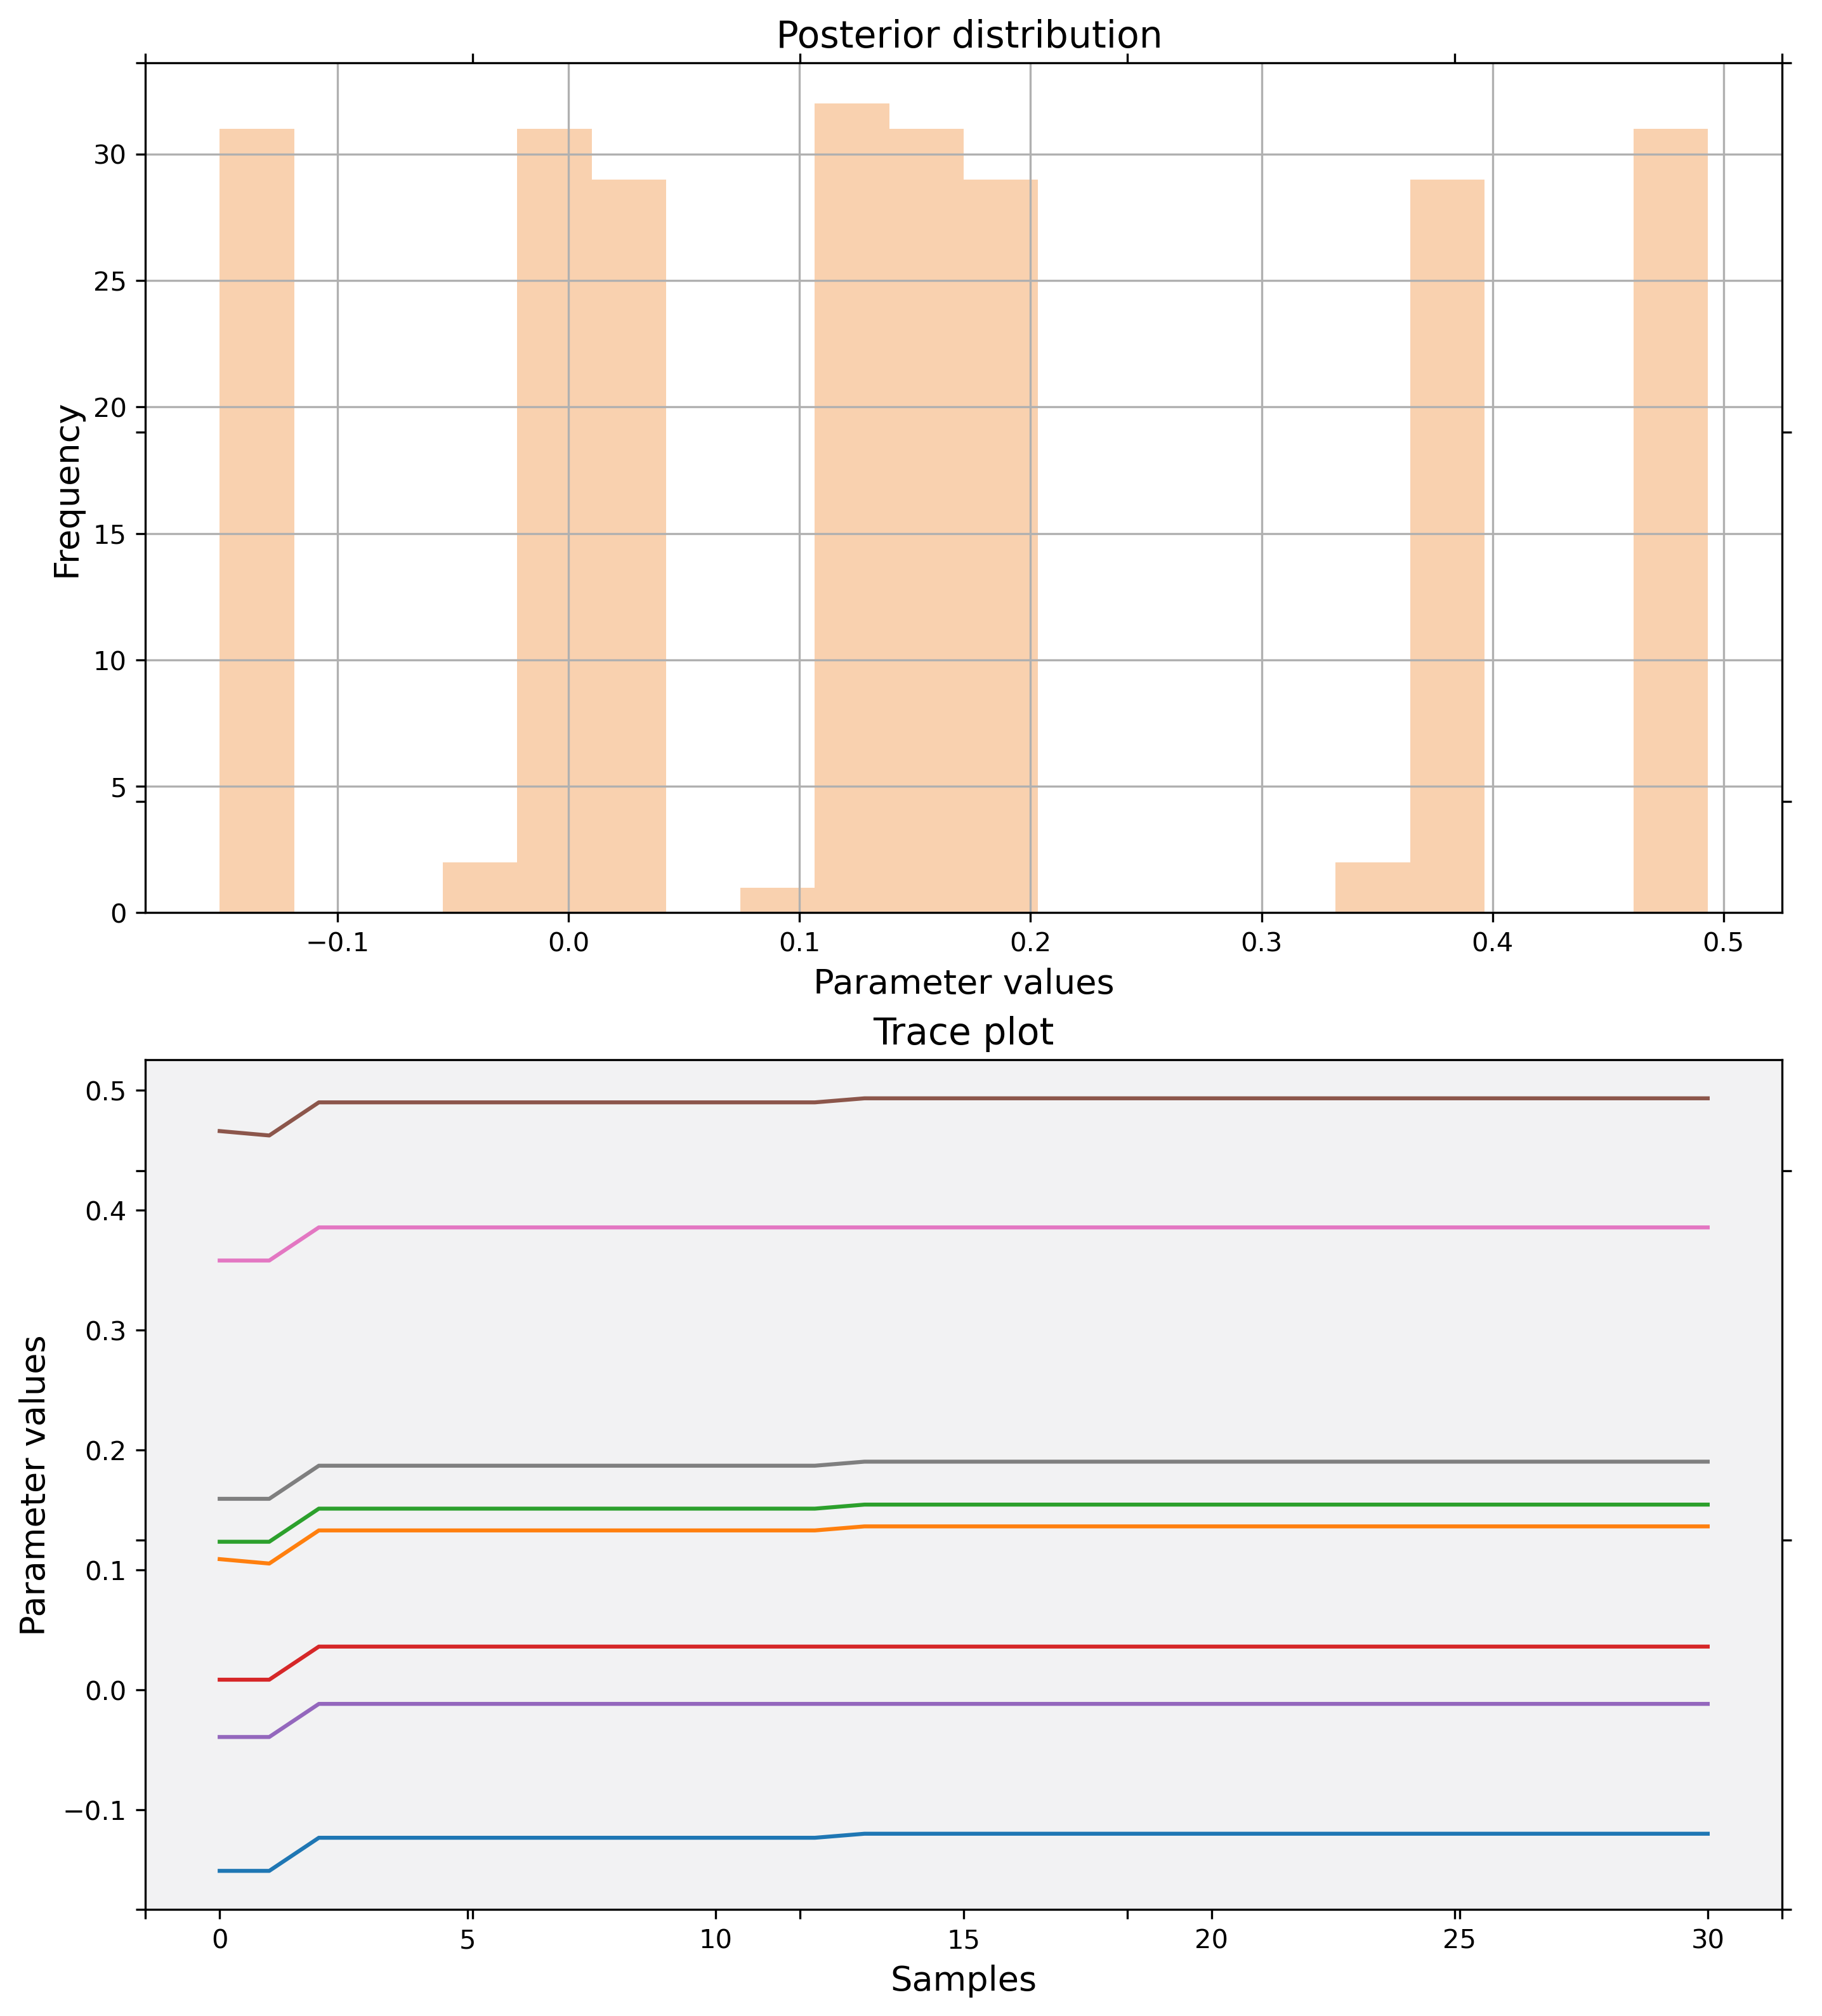 Posterior distribution
Frequency
30
25
20
15
10
5
0
−0.1 0.0 0.1 0.2 0.3 0.4 0.5
Parameter values
Trace plot
Parameter values
0.5
0.4
0.3
0.2
0.1
0.0
−0.1
0 5 10 15 20 25 30
Samples